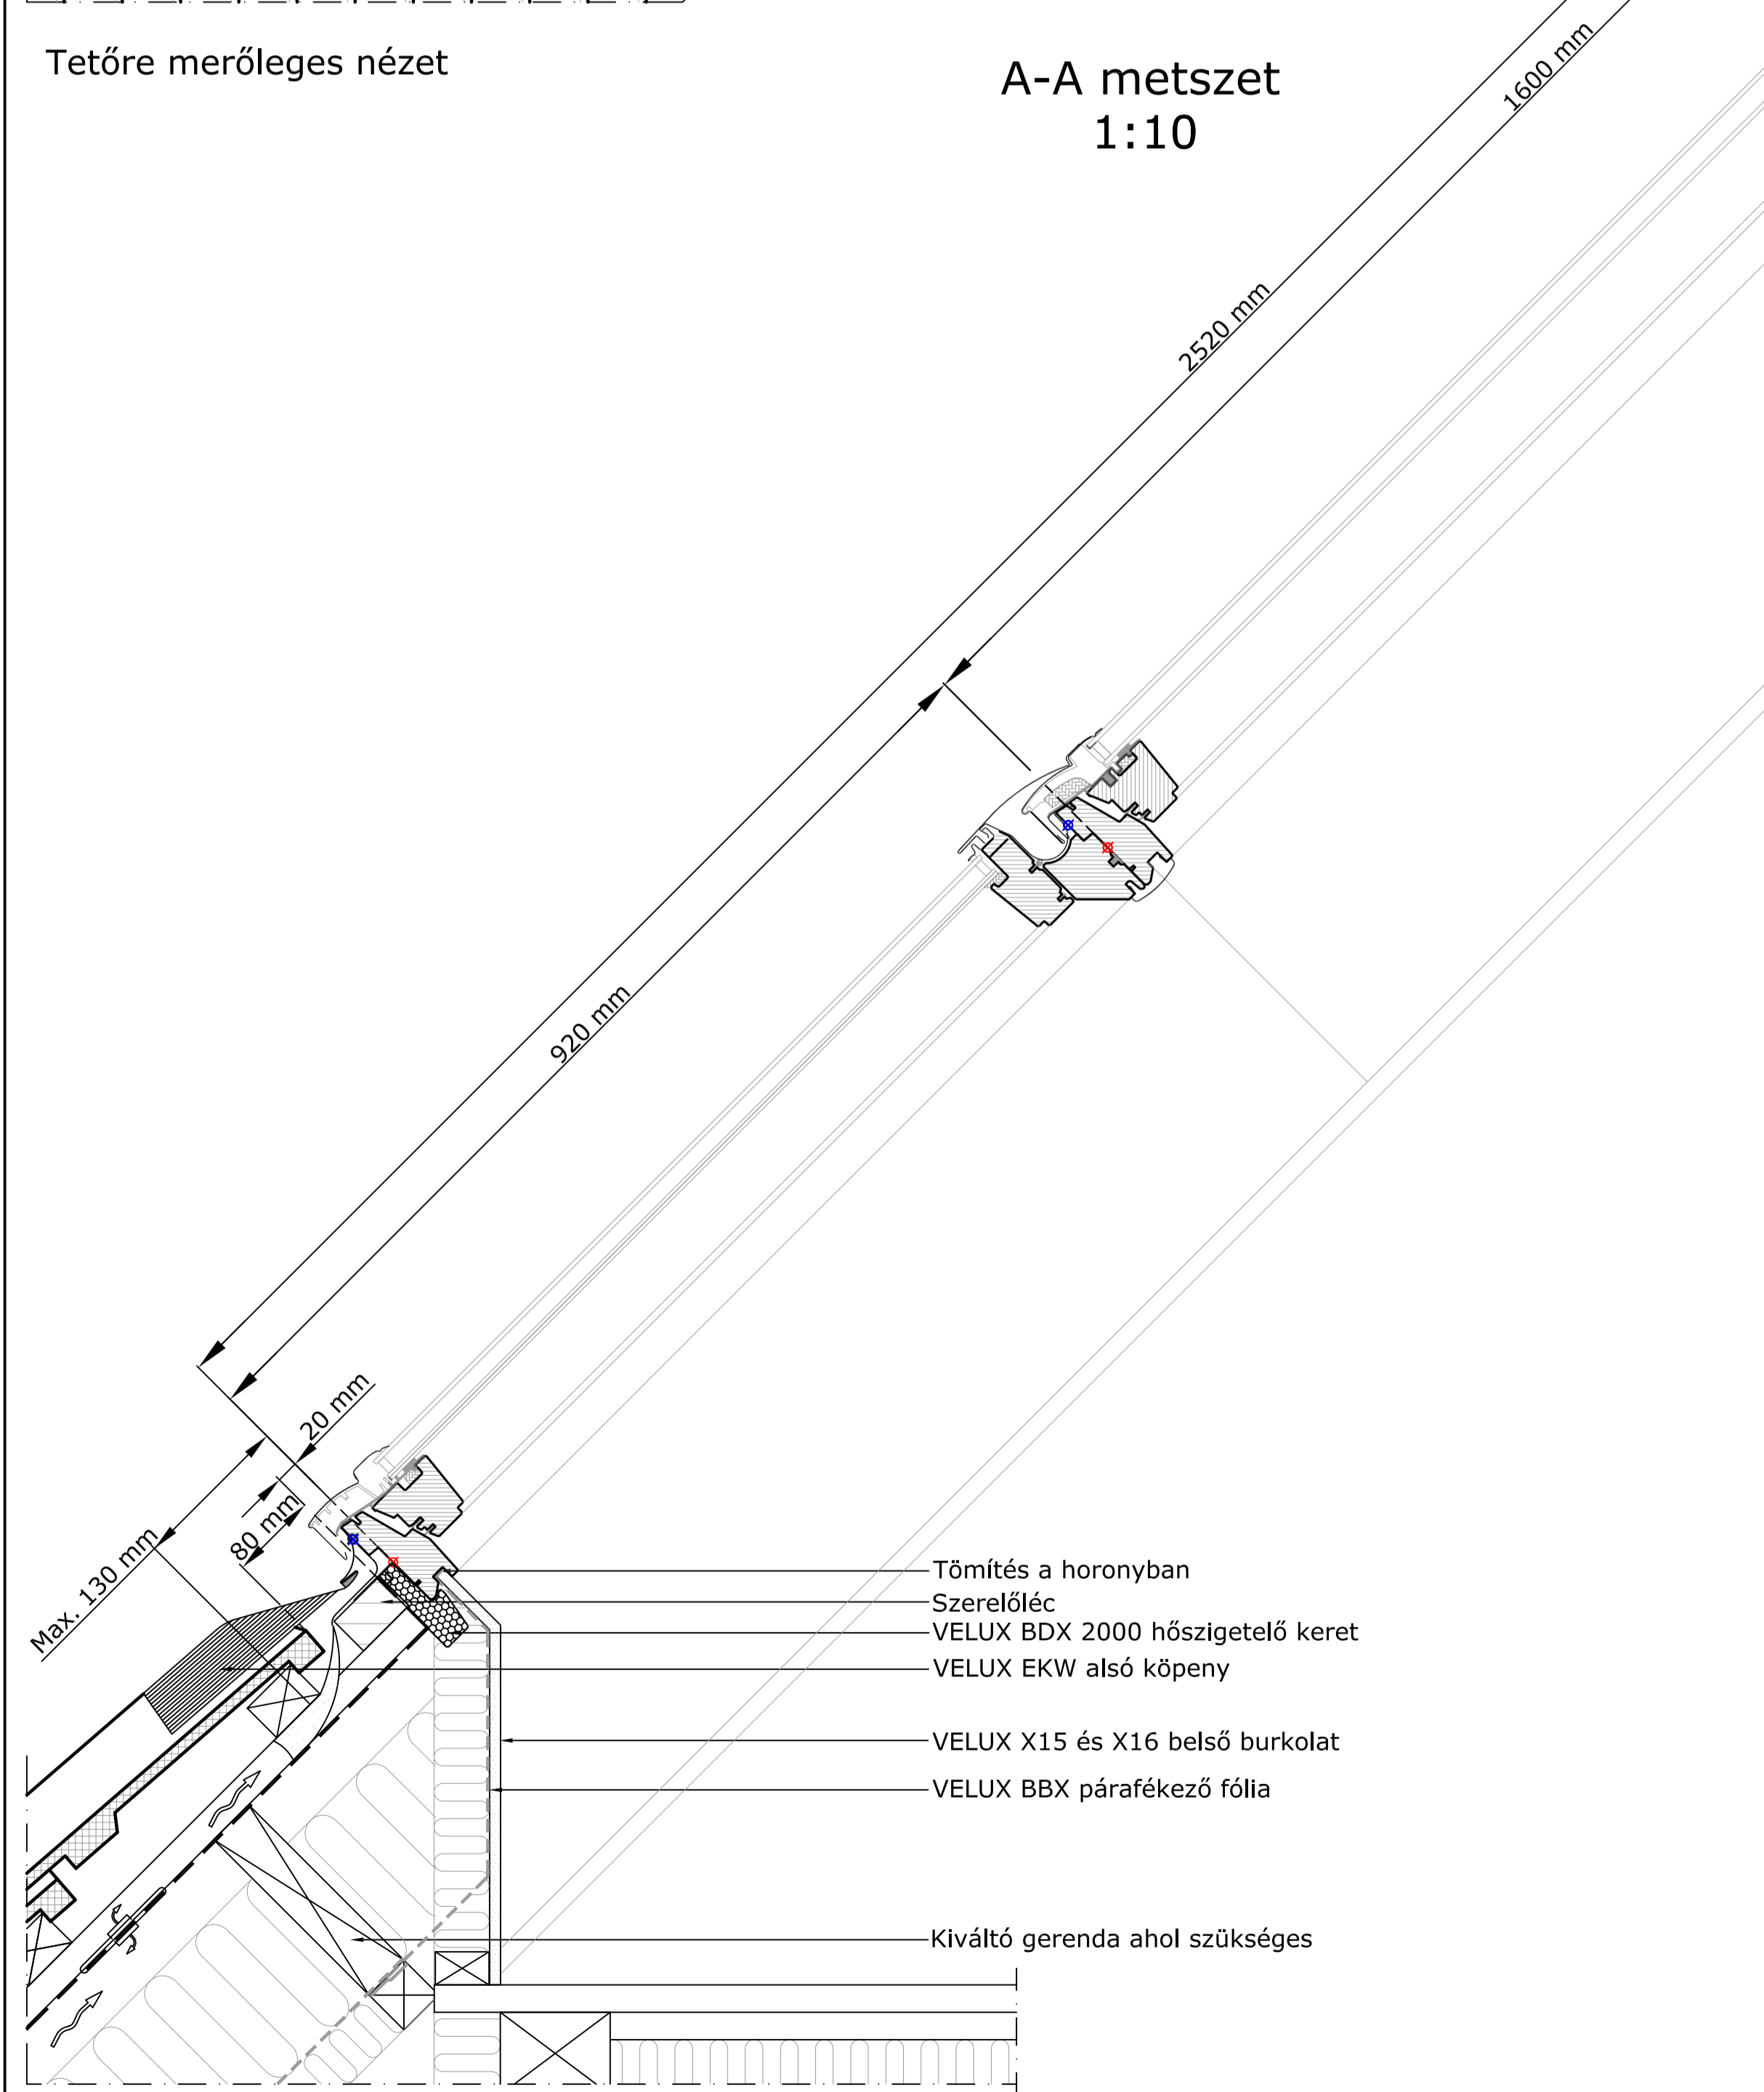 Tetőre merőleges nézet
A-A metszet
1:10
1600 mm
2520 mm
920 mm
20 mm
80 mm
Max. 130 mm
Tömítés a horonyban
Szerelőléc
VELUX BDX 2000 hőszigetelő keret
VELUX EKW alsó köpeny
VELUX X15 és X16 belső burkolat
VELUX BBX párafékező fólia
Kiváltó gerenda ahol szükséges